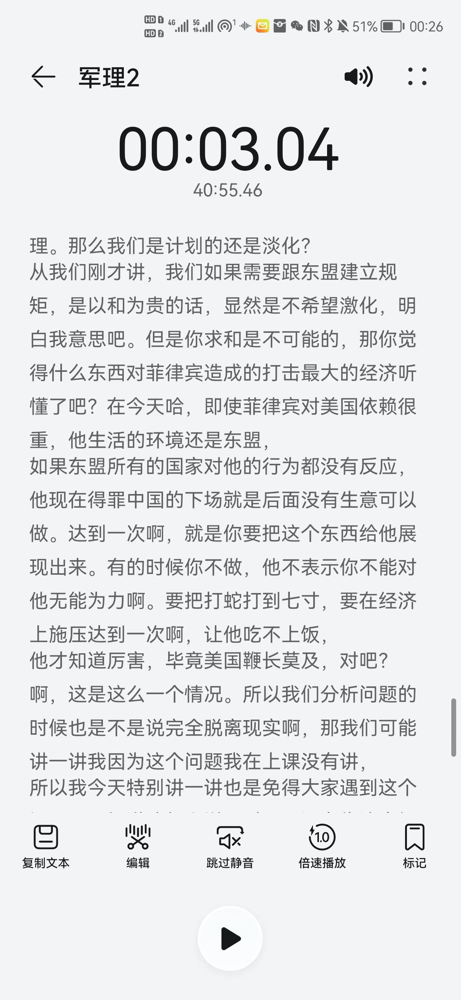 HD 1 4G 5G 1 51% 00:26
HD 2
军理2
00:03.04
40:55.46
理。那么我们是计划的还是淡化？
从我们刚才讲，我们如果需要跟东盟建立规
矩，是以和为贵的话，显然是不希望激化，明
白我意思吧。但是你求和是不可能的，那你觉
得什么东西对菲律宾造成的打击最大的经济听
懂了吧？在今天哈，即使菲律宾对美国依赖很
重，他生活的环境还是东盟，
如果东盟所有的国家对他的行为都没有反应，
他现在得罪中国的下场就是后面没有生意可以
做。达到一次啊，就是你要把这个东西给他展
现出来。有的时候你不做，他不表示你不能对
他无能为力啊。要把打蛇打到七寸，要在经济
上施压达到一次啊，让他吃不上饭，
他才知道厉害，毕竟美国鞭长莫及，对吧？
啊，这是这么一个情况。所以我们分析问题的
时候也是不是说完全脱离现实啊，那我们可能
讲一讲我因为这个问题我在上课没有讲，
所以我今天特别讲一讲也是免得大家遇到这个
1.0
复制文本 编辑 跳过静音 倍速播放 标记